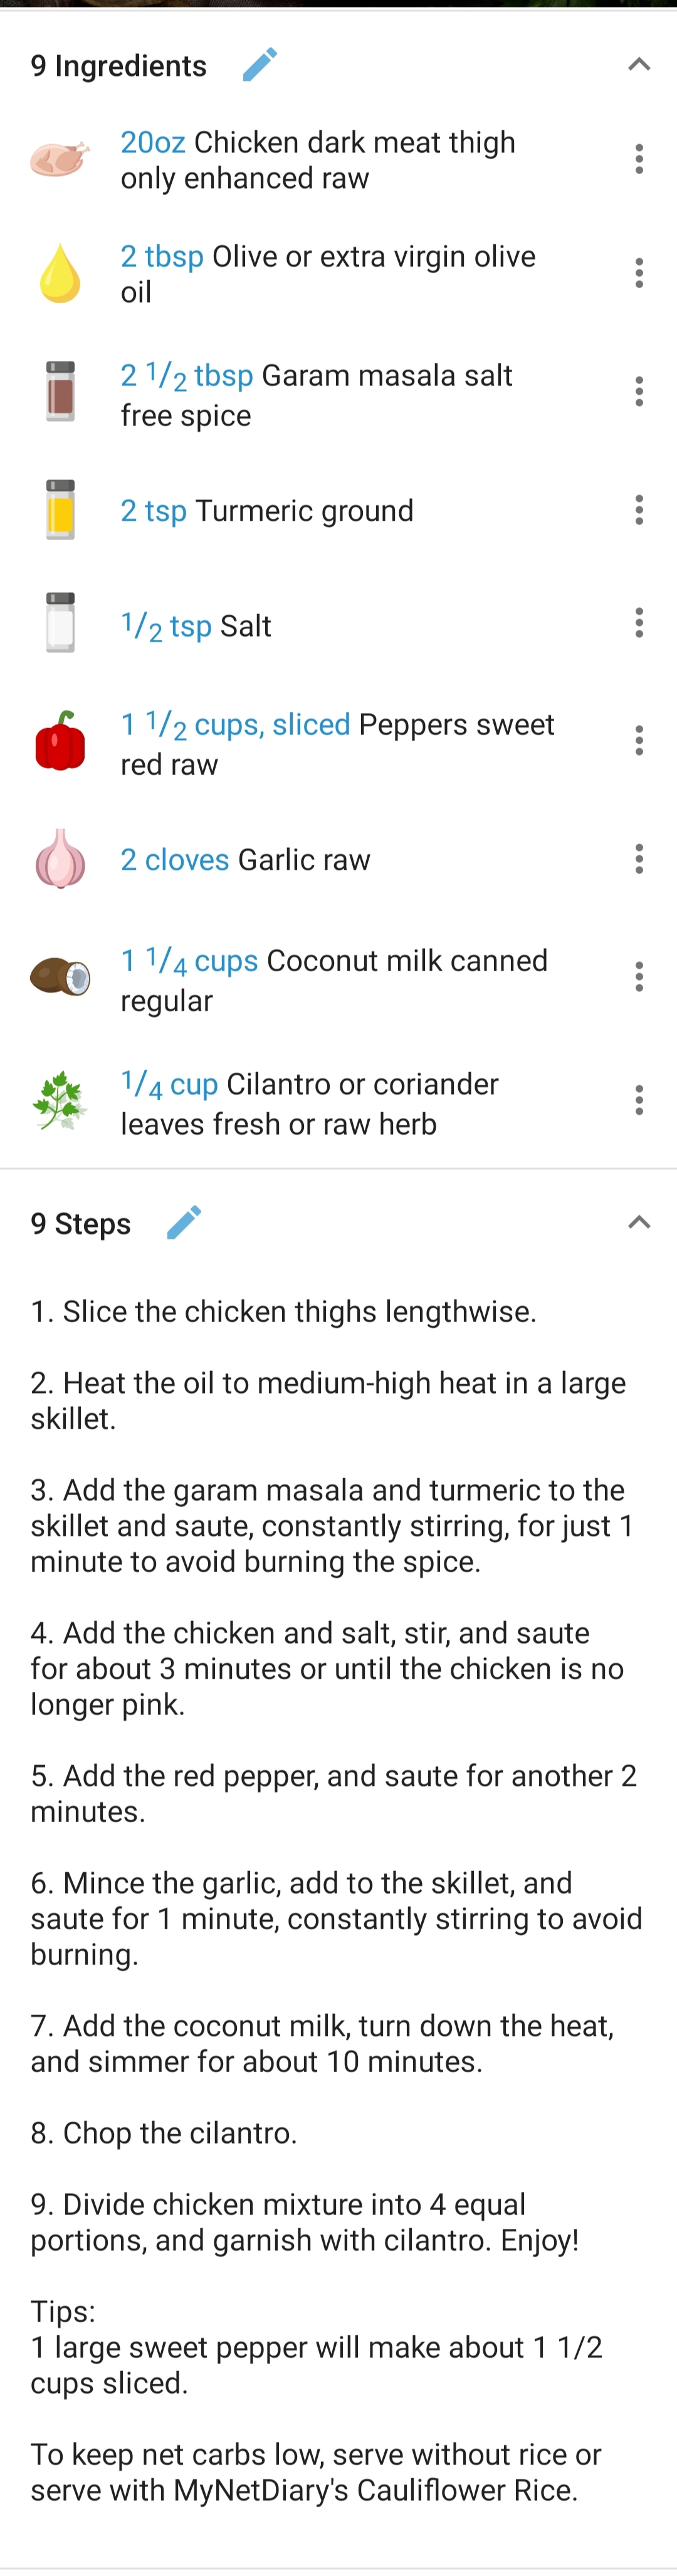 9 Ingredients
20oz Chicken dark meat thigh
only enhanced raw
2 tbsp Olive or extra virgin olive
oil
2 1/2 tbsp Garam masala salt
free spice
2 tsp Turmeric ground
1/2 tsp Salt
1 1/2 cups, sliced Peppers sweet
red raw
2 cloves Garlic raw
1 1/4 cups Coconut milk canned
regular
1/4 cup Cilantro or coriander
leaves fresh or raw herb
9 Steps
1. Slice the chicken thighs lengthwise.
2. Heat the oil to medium-high heat in a large
skillet.
3. Add the garam masala and turmeric to the
skillet and saute, constantly stirring, for just 1
minute to avoid burning the spice.
4. Add the chicken and salt, stir, and saute
for about 3 minutes or until the chicken is no
longer pink.
5. Add the red pepper, and saute for another 2
minutes.
6. Mince the garlic, add to the skillet, and
saute for 1 minute, constantly stirring to avoid
burning.
7. Add the coconut milk, turn down the heat,
and simmer for about 10 minutes.
8. Chop the cilantro.
9. Divide chicken mixture into 4 equal
portions, and garnish with cilantro. Enjoy!
Tips:
1 large sweet pepper will make about 1 1/2
cups sliced.
To keep net carbs low, serve without rice or
serve with MyNetDiary's Cauliflower Rice.